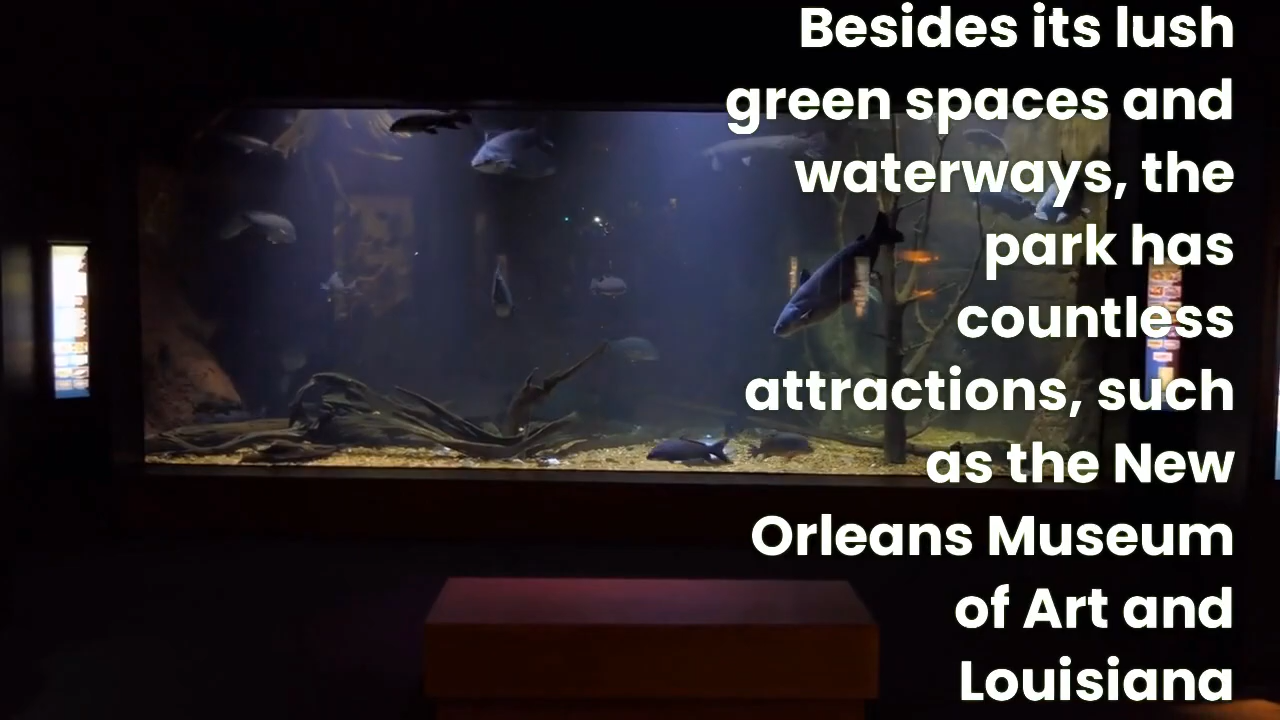 Besides its lush
green spaces and
waterways, the
park has
countless
attractions, such
as the New
Orleans Museum
of Art and
Louisiana